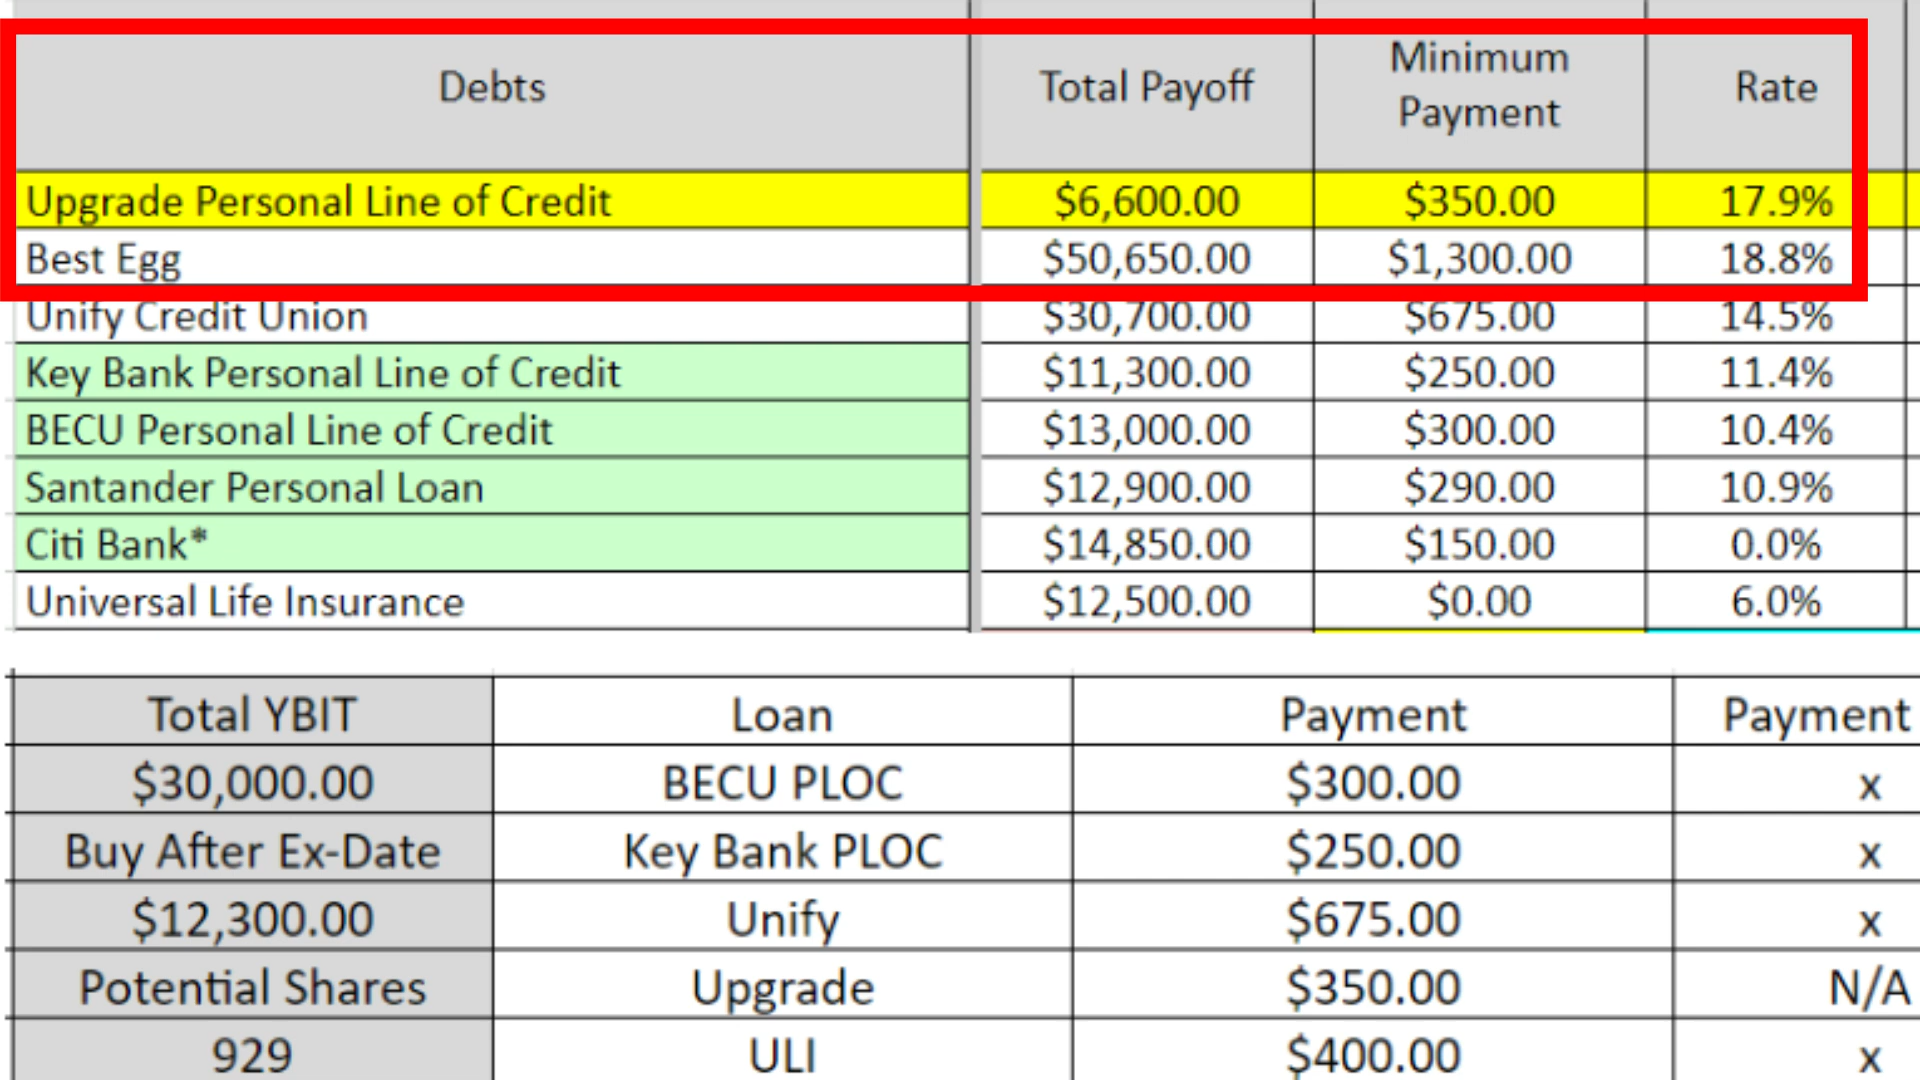 Debts Total Payoff Minimum Payment Rate
Upgrade Personal Line of Credit $6,600.00 $350.00 17.9%
Best Egg $50,650.00 $1,300.00 18.8%
Unify Credit Union $30,700.00 $675.00 14.5%
Key Bank Personal Line of Credit $11,300.00 $250.00 11.4%
BECU Personal Line of Credit $13,000.00 $300.00 10.4%
Santander Personal Loan $12,900.00 $290.00 10.9%
Citi Bank* $14,850.00 $150.00 0.0%
Universal Life Insurance $12,500.00 $0.00 6.0%
Total YBIT Loan Payment Payment
$30,000.00 BECU PLOC $300.00 x
Buy After Ex-Date Key Bank PLOC $250.00 x
$12,300.00 Unify $675.00 x
Potential Shares Upgrade $350.00 N/A
929 ULI $400.00 x